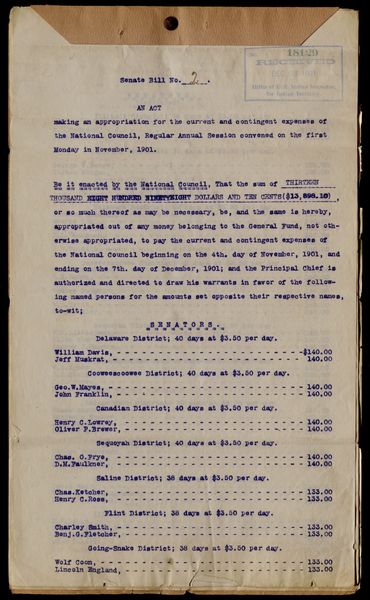 18129
RECEIVED
Office of U.S. Indian Inspector,
for Indian Territory.
Senate Bill No. 2.
AN ACT
making an appropriation for the current and contingent expenses of
the National Council, Regular Annual Session convened on the first
Monday in November, 1901.
Be it enacted by the National Council, That the sum of THIRTEEN
THOUSAND EIGHT HUNDRED NINETYEIGHT DOLLARS AND TEN CENTS($13,898.10),
or so much thereof as may be necessary, be, and the same is hereby,
appropriated out of any money belonging to the General Fund, not oth-
erwise appropriated, to pay the current and contingent expenses of
the National Council beginning on the 4th. day of November, 1901, and
ending on the 7th. day of December, 1901; and the Principal Chief is
authorized and directed to draw his warrants in favor of the follow-
ing named persons for the amounts set opposite their respective names,
to-wit;
SENATORS.
Delaware District; 40 days at $3.50 per day.
William Davis, - - - - - - - - - - - - - - - - - - - - -$140.00
Jeff Muskrat, - - - - - - - - - - - - - - - - - - - - - 140.00
Cooweescoowee District; 40 days at $3.50 per day.
Geo.W.Mayes, - - - - - - - - - - - - - - - - - - - - - 140.00
John Franklin, - - - - - - - - - - - - - - - - - - - - - 140.00
Canadian District; 40 days at $3.50 per day.
Henry C.Lowrey, - - - - - - - - - - - - - - - - - - - - 140.00
Oliver P.Brewer, - - - - - - - - - - - - - - - - - - - - 140.00
Sequoyah District; 40 days at $3.50 per day.
Chas. G.Frye, - - - - - - - - - - - - - - - - - - - - - 140.00
D.M.Faulkner, - - - - - - - - - - - - - - - - - - - - - 140.00
Saline District; 38 days at $3.50 per day.
Chas.Ketcher, - - - - - - - - - - - - - - - - - - - - - 133.00
Henry C.Ross, - - - - - - - - - - - - - - - - - - - - - 133.00
Flint District; 38 days at $3.50 per day.
Charley Smith, - - - - - - - - - - - - - - - - - - - - - 133.00
Benj.G.Fletcher, - - - - - - - - - - - - - - - - - - - - 133.00
Going-Snake District; 38 days at $3.50 per day.
Wolf Coon, - - - - - - - - - - - - - - - - - - - - - - 133.00
Lincoln England, - - - - - - - - - - - - - - - - - - - - 133.00